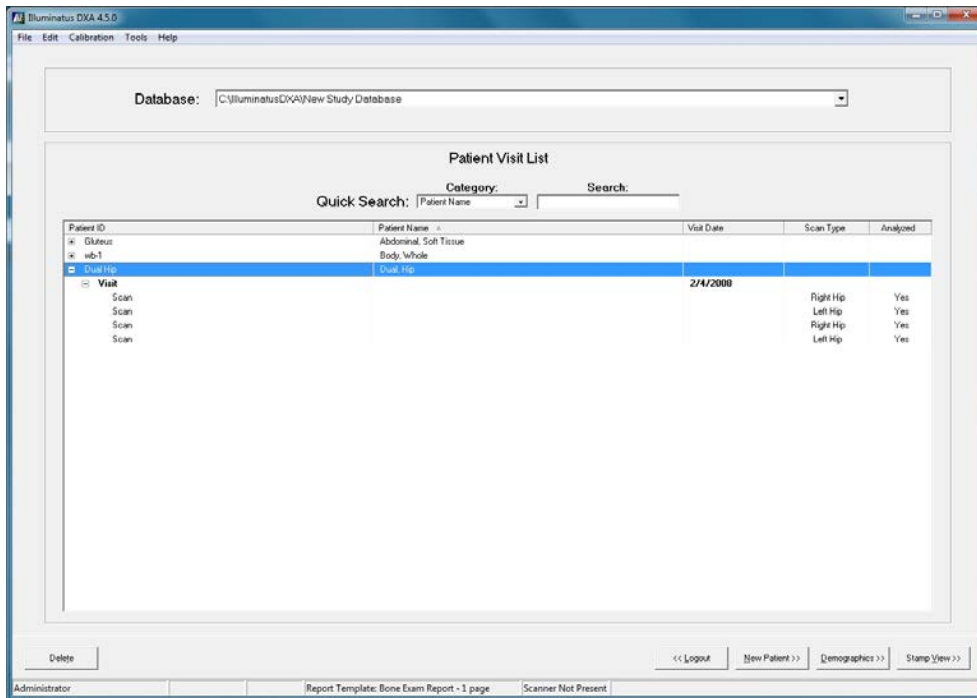 Illuminatus DXA 4.5.0
File Edit Calibration Tools Help
Database: C:\IlluminatusDXA\New Study Database
Patient Visit List
Category: Search:
Quick Search: Patient Name
Patient ID Patient Name Visit Date Scan Type Analyzed
Gluteus Abdominal, Soft Tissue
wb-1 Body, Whole
Dual Hip Dual, Hip
Visit 2/4/2008
Scan Right Hip Yes
Scan Left Hip Yes
Scan Right Hip Yes
Scan Left Hip Yes
Delete << Logout New Patient >> Demographics >> Stamp View >>
Administrator Report Template: Bone Exam Report - 1 page Scanner Not Present